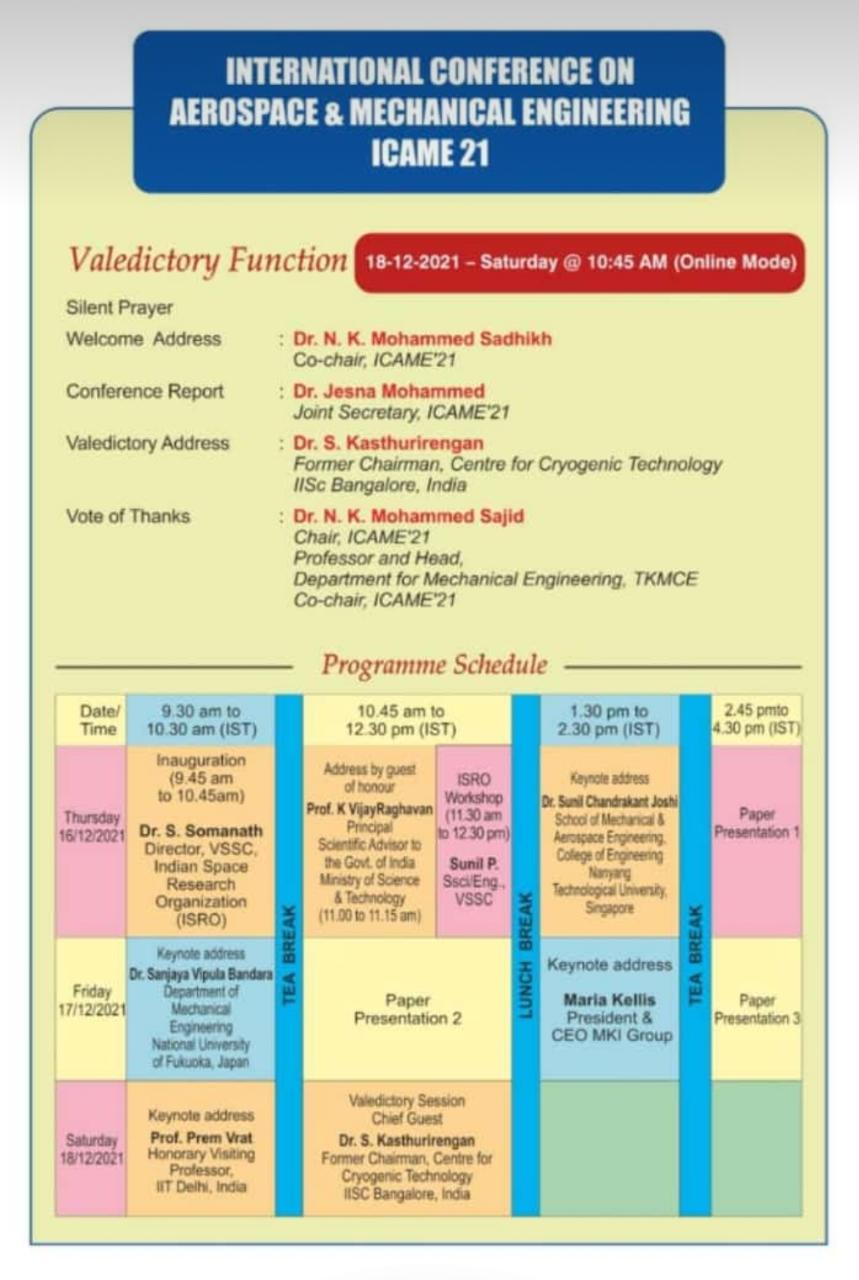 INTERNATIONAL CONFERENCE ON
AEROSPACE & MECHANICAL ENGINEERING
ICAME 21
Valedictory Function
18-12-2021 – Saturday @ 10:45 AM (Online Mode)
Silent Prayer
Welcome Address : Dr. N. K. Mohammed Sadhikh
Co-chair, ICAME'21
Conference Report : Dr. Jesna Mohammed
Joint Secretary, ICAME'21
Valedictory Address : Dr. S. Kasthurirengan
Former Chairman, Centre for Cryogenic Technology
IISc Bangalore, India
Vote of Thanks : Dr. N. K. Mohammed Sajid
Chair, ICAME'21
Professor and Head,
Department for Mechanical Engineering, TKMCE
Co-chair, ICAME'21
Programme Schedule
Date/
Time
9.30 am to
10.30 am (IST)
10.45 am to
12.30 pm (IST)
1.30 pm to
2.30 pm (IST)
2.45 pmto
4.30 pm (IST)
Thursday
16/12/2021
Inauguration
(9.45 am
to 10.45am)
Dr. S. Somanath
Director, VSSC,
Indian Space
Research
Organization
(ISRO)
TEA BREAK
Address by guest
of honour
Prof. K VijayRaghavan
Principal
Scientific Advisor to
the Govt. of India
Ministry of Science
& Technology
(11.00 to 11.15 am)
ISRO
Workshop
(11.30 am
to 12.30 pm)
Sunil P.
Ssci/Eng.,
VSSC
LUNCH BREAK
Keynote address
Dr. Sunil Chandrakant Joshi
School of Mechanical &
Aerospace Engineering,
College of Engineering
Nanyang
Technological University,
Singapore
TEA BREAK
Paper
Presentation 1
Friday
17/12/2021
Keynote address
Dr. Sanjaya Vipula Bandara
Department of
Mechanical
Engineering
National University
of Fukuoka, Japan
Paper
Presentation 2
Keynote address
Maria Kellis
President &
CEO MKI Group
Paper
Presentation 3
Saturday
18/12/2021
Keynote address
Prof. Prem Vrat
Honorary Visiting
Professor,
IIT Delhi, India
Valedictory Session
Chief Guest
Dr. S. Kasthurirengan
Former Chairman, Centre for
Cryogenic Technology
IISC Bangalore, India